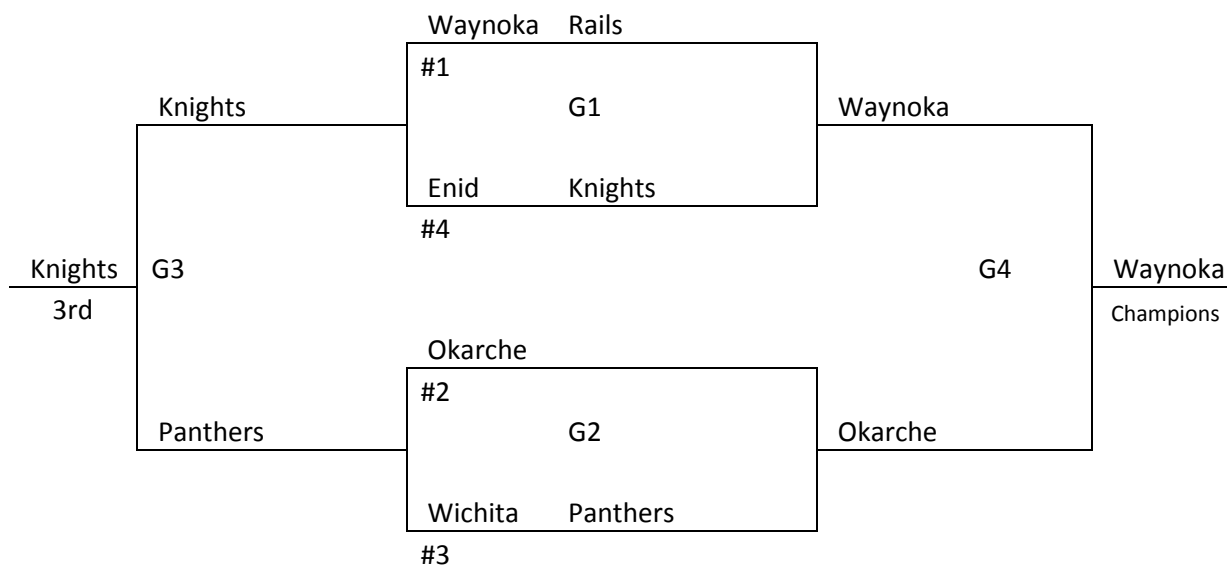 Waynoka Rails
#1
Knights G1 Waynoka
Enid Knights
#4
Knights G3 G4 Waynoka
3rd Champions
Okarche
#2
Panthers G2 Okarche
Wichita Panthers
#3